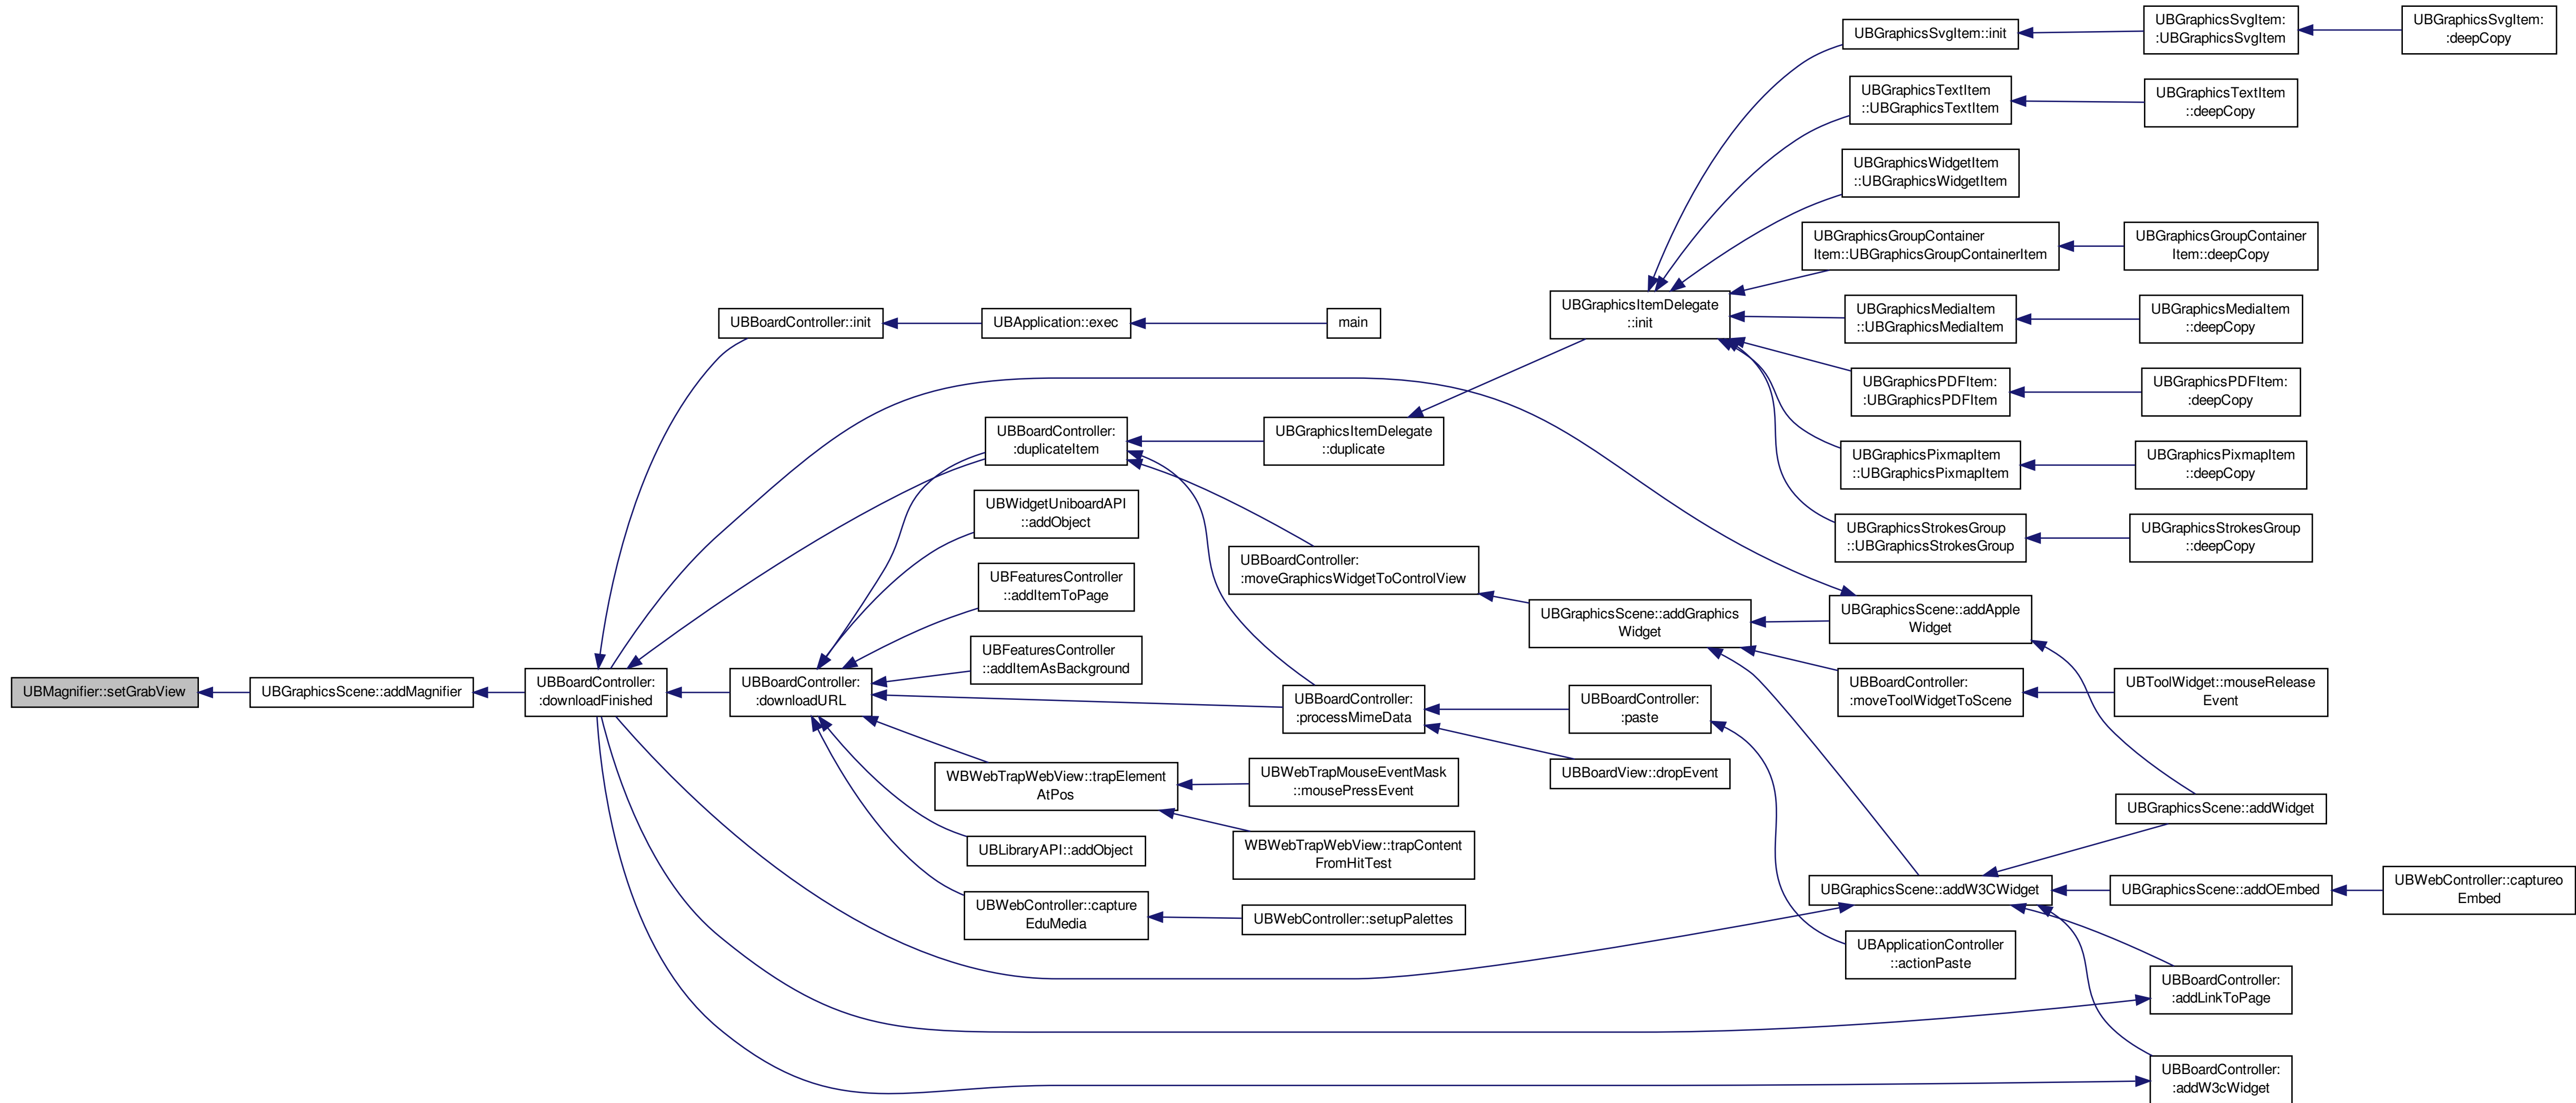 UBMagnifier::setGrabView
UBGraphicsScene::addMagnifier
UBBoardController:
:downloadFinished
UBBoardController::init
UBApplication::exec
main
UBBoardController:
:downloadURL
UBBoardController:
:duplicateItem
UBWidgetUniboardAPI
::addObject
UBFeaturesController
::addItemToPage
UBFeaturesController
::addItemAsBackground
WBWebTrapWebView::trapElement
AtPos
UBLibraryAPI::addObject
UBWebController::capture
EduMedia
UBGraphicsItemDelegate
::duplicate
UBBoardController:
:moveGraphicsWidgetToControlView
UBBoardController:
:processMimeData
UBWebTrapMouseEventMask
::mousePressEvent
WBWebTrapWebView::trapContent
FromHitTest
UBWebController::setupPalettes
UBGraphicsItemDelegate
::init
UBGraphicsScene::addGraphics
Widget
UBBoardController:
:paste
UBBoardView::dropEvent
UBGraphicsSvgItem::init
UBGraphicsTextItem
::UBGraphicsTextItem
UBGraphicsWidgetItem
::UBGraphicsWidgetItem
UBGraphicsGroupContainer
Item::UBGraphicsGroupContainerItem
UBGraphicsMediaItem
::UBGraphicsMediaItem
UBGraphicsPDFItem:
:UBGraphicsPDFItem
UBGraphicsPixmapItem
::UBGraphicsPixmapItem
UBGraphicsStrokesGroup
::UBGraphicsStrokesGroup
UBGraphicsScene::addApple
Widget
UBBoardController:
:moveToolWidgetToScene
UBGraphicsScene::addW3CWidget
UBApplicationController
::actionPaste
UBGraphicsSvgItem:
:UBGraphicsSvgItem
UBGraphicsTextItem
::deepCopy
UBGraphicsGroupContainer
Item::deepCopy
UBGraphicsMediaItem
::deepCopy
UBGraphicsPDFItem:
:deepCopy
UBGraphicsPixmapItem
::deepCopy
UBGraphicsStrokesGroup
::deepCopy
UBToolWidget::mouseRelease
Event
UBGraphicsScene::addWidget
UBGraphicsScene::addOEmbed
UBBoardController:
:addLinkToPage
UBBoardController:
:addW3cWidget
UBGraphicsSvgItem:
:deepCopy
UBWebController::captureo
Embed